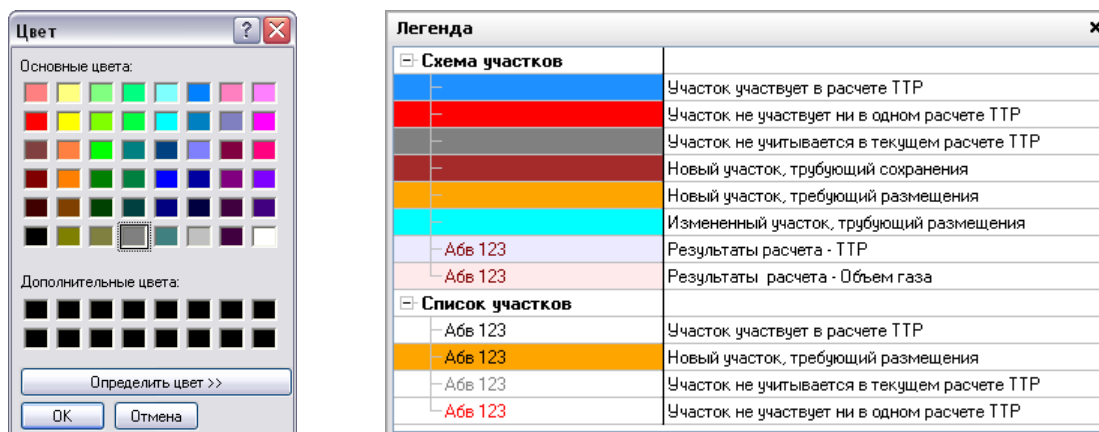 Цвет
?
Основные цвета:
Дополнительные цвета:
Определить цвет >>
OK
Отмена
Легенда
Схема участков
Участок участвует в расчете ТТР
Участок не участвует ни в одном расчете ТТР
Участок не учитывается в текущем расчете ТТР
Новый участок, трубующий сохранения
Новый участок, требующий размещения
Измененный участок, трубующий размещения
Абв 123 Результаты расчета - ТТР
Абв 123 Результаты расчета - Объем газа
Список участков
Абв 123 Участок участвует в расчете ТТР
Абв 123 Новый участок, требующий размещения
Абв 123 Участок не учитывается в текущем расчете ТТР
Абв 123 Участок не участвует ни в одном расчете ТТР